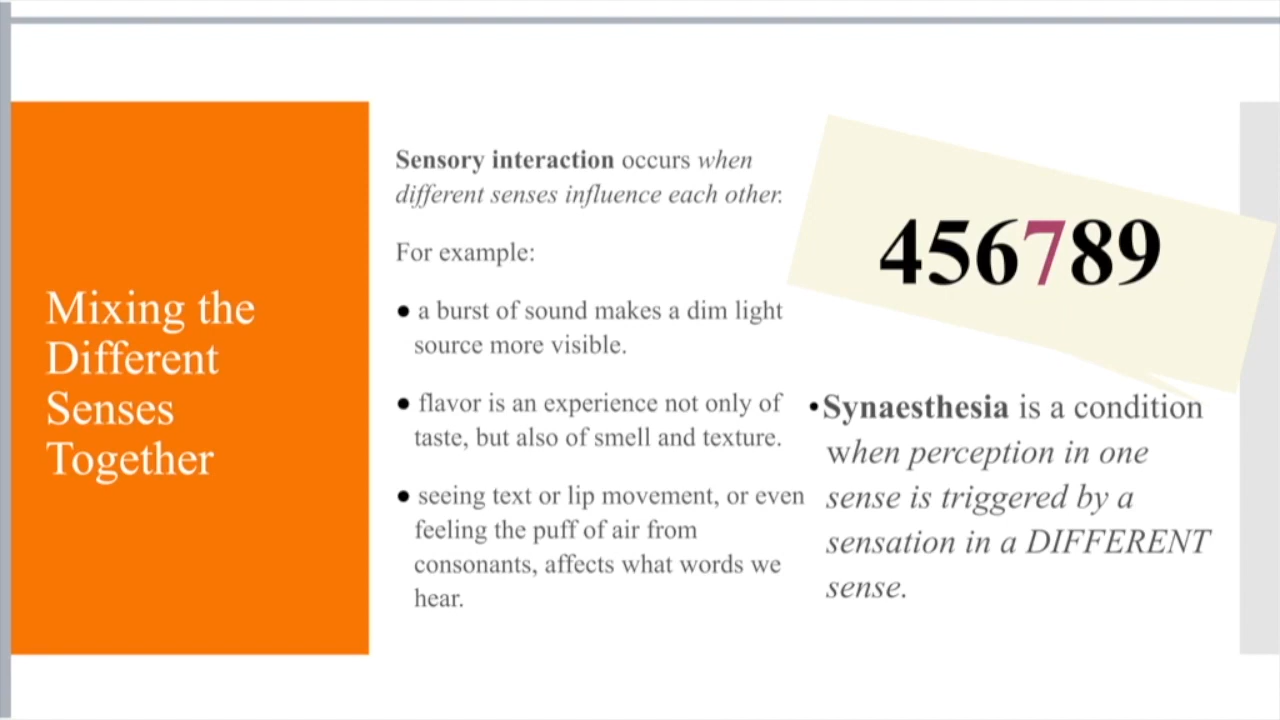 Mixing the
Different
Senses
Together
Sensory interaction occurs when
different senses influence each other.
For example:
● a burst of sound makes a dim light
source more visible.
● flavor is an experience not only of
taste, but also of smell and texture.
● seeing text or lip movement, or even
feeling the puff of air from
consonants, affects what words we
hear.
456789
•Synaesthesia is a condition
when perception in one
sense is triggered by a
sensation in a DIFFERENT
sense.